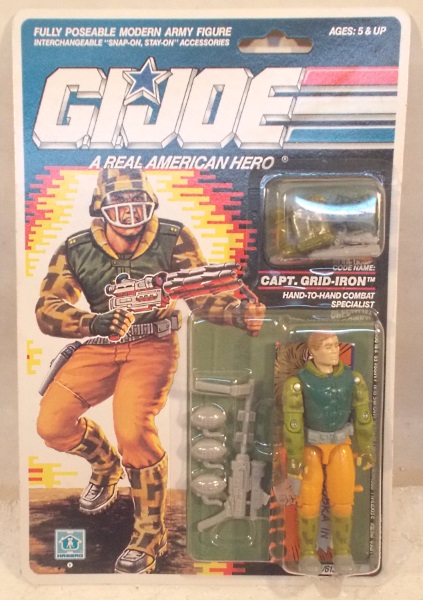 FULLY POSEABLE MODERN ARMY FIGURE
INTERCHANGEABLE "SNAP-ON, STAY-ON" ACCESSORIES
AGES: 5 & UP
G.I.JOE
A REAL AMERICAN HERO ®
CODE NAME:
CAPT. GRID-IRON™
HAND-TO-HAND COMBAT
SPECIALIST
HASBRO